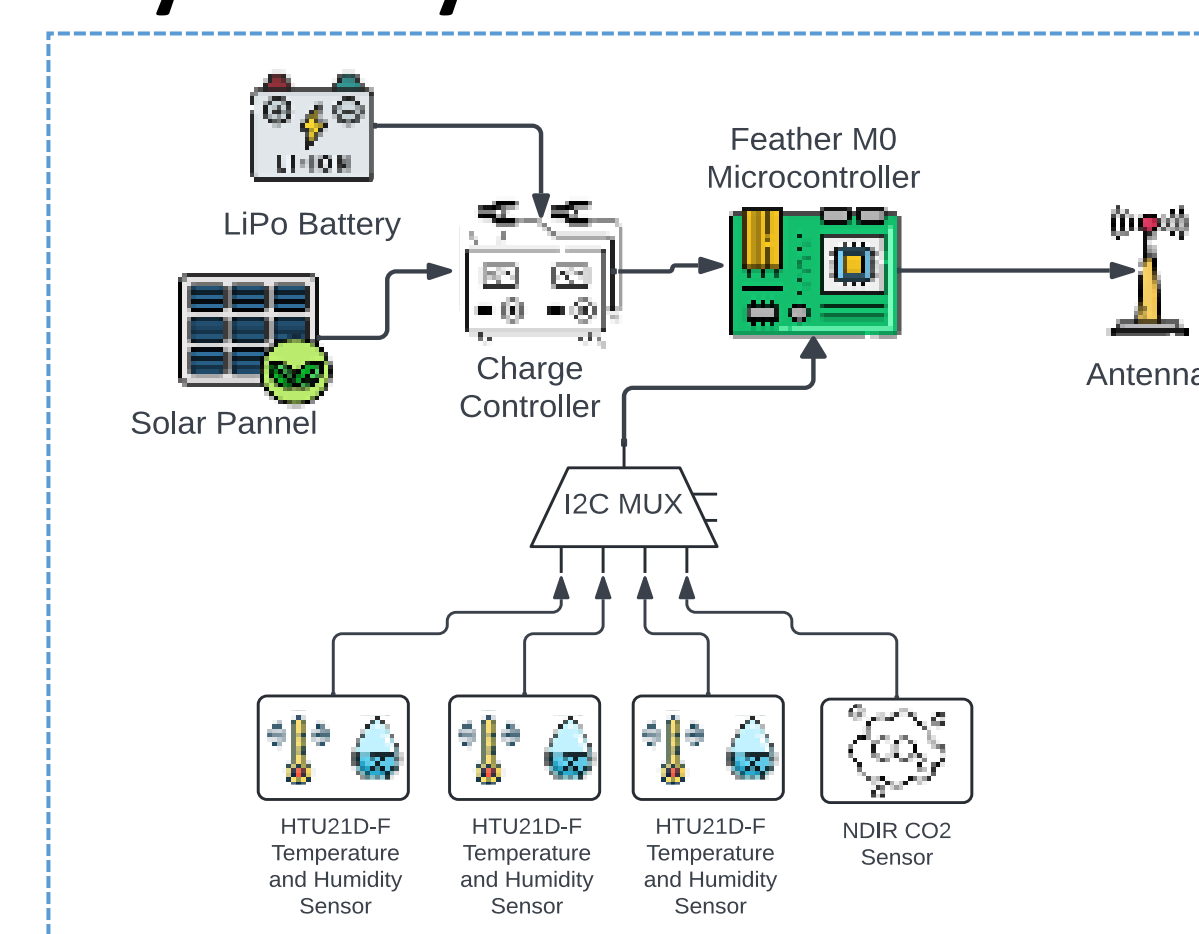 LI-ION
LiPo Battery
Feather M0
Microcontroller
Solar Pannel
Charge
Controller
Antenna
I2C MUX
HTU21D-F
Temperature
and Humidity
Sensor
HTU21D-F
Temperature
and Humidity
Sensor
HTU21D-F
Temperature
and Humidity
Sensor
NDIR CO2
Sensor